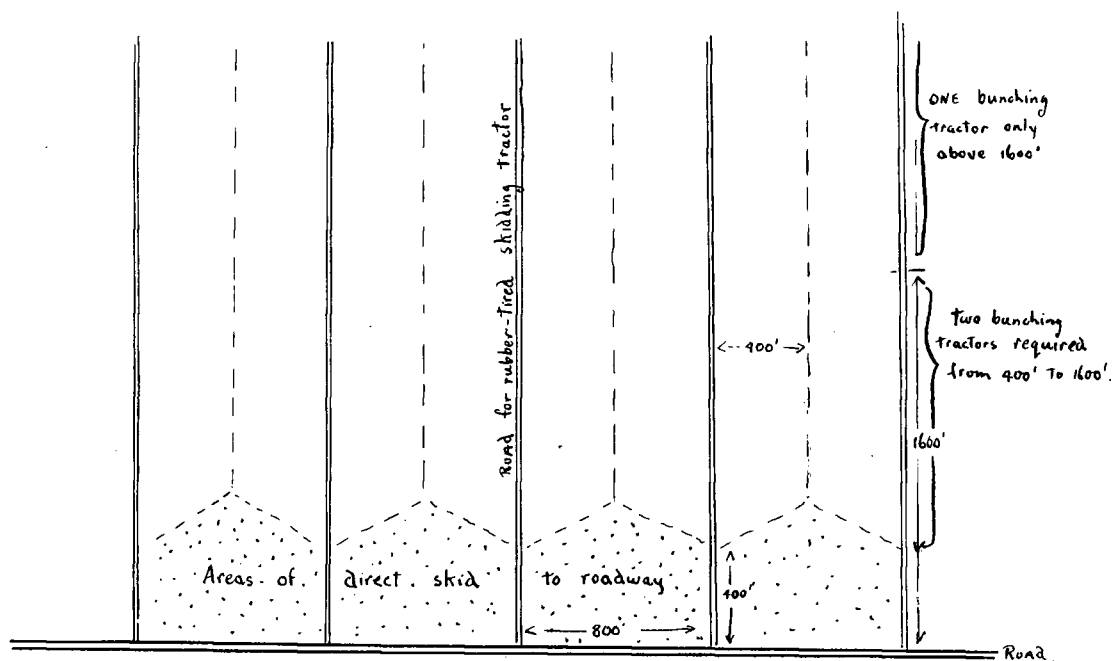 ONE bunching
tractor only
above 1600'
Road for rubber-tired skidding tractor
Two bunching
tractors required
from 400' To 1600'.
400'
1600'
Areas of direct skid to roadway
400'
800'
ROAD